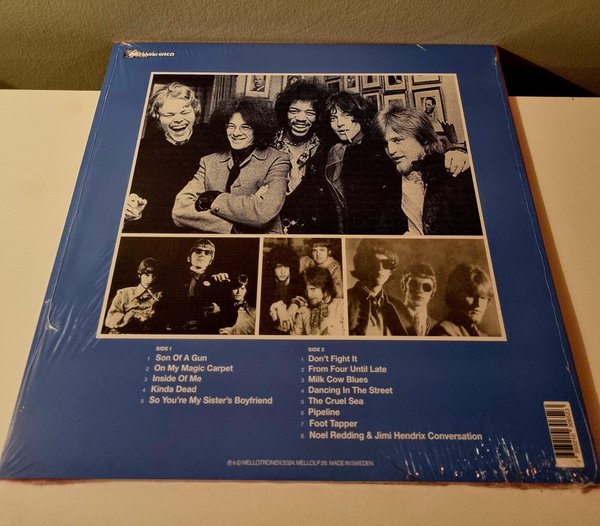 SIDE 1
1 Son Of A Gun
2 On My Magic Carpet
3 Inside Of Me
4 Kinda Dead
5 So You're My Sister's Boyfriend
SIDE 2
1 Don't Fight It
2 From Four Until Late
3 Milk Cow Blues
4 Dancing In The Street
5 The Cruel Sea
6 Pipeline
7 Foot Tapper
8 Noel Redding & Jimi Hendrix Conversation
℗ & © MELLOTRONEN 2024. MELLOLP 26. MADE IN SWEDEN.